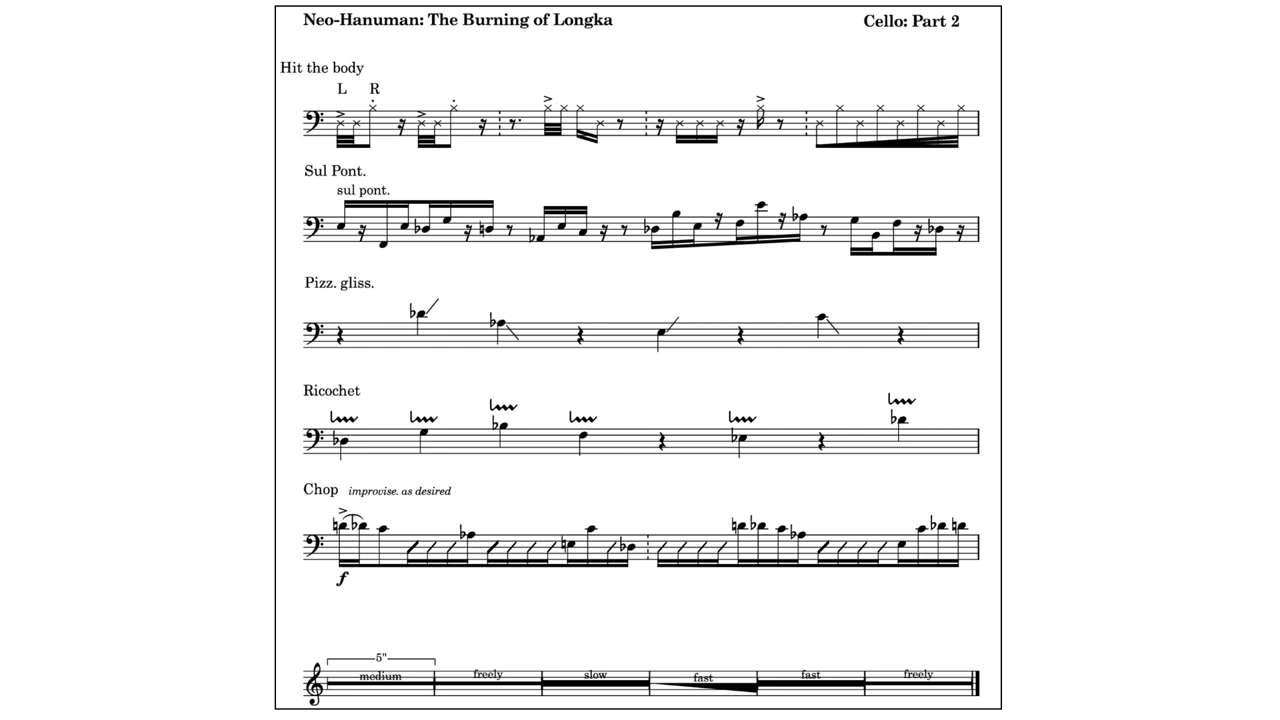 Neo-Hanuman: The Burning of Longka Cello: Part 2
Hit the body
L R
Sul Pont.
sul pont.
Pizz. gliss.
Ricochet
Chop improvise. as desired
f
5"
medium freely slow fast fast freely